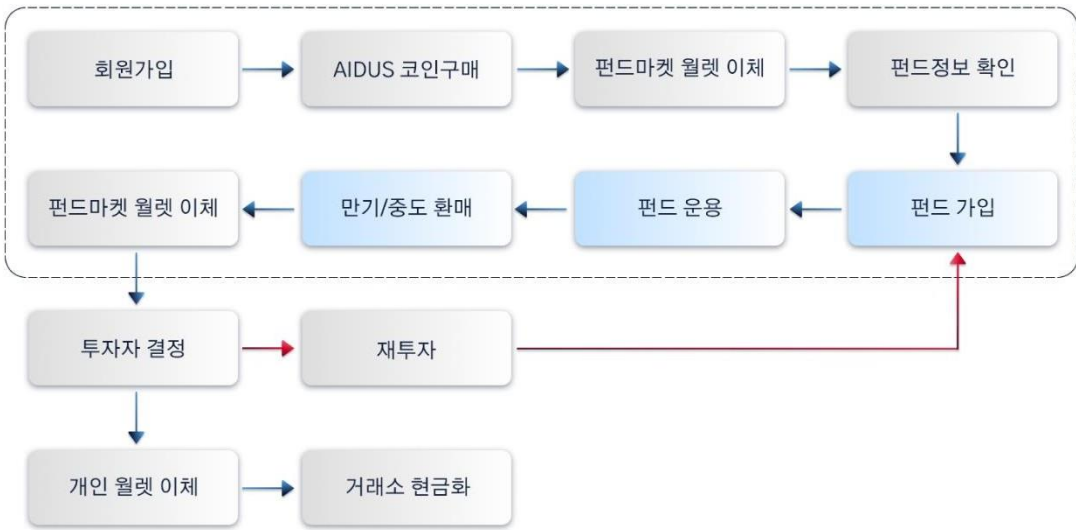 회원가입
AIDUS 코인구매
펀드마켓 월렛 이체
펀드정보 확인
펀드 가입
펀드 운용
만기/중도 환매
펀드마켓 월렛 이체
투자자 결정
재투자
개인 월렛 이체
거래소 현금화